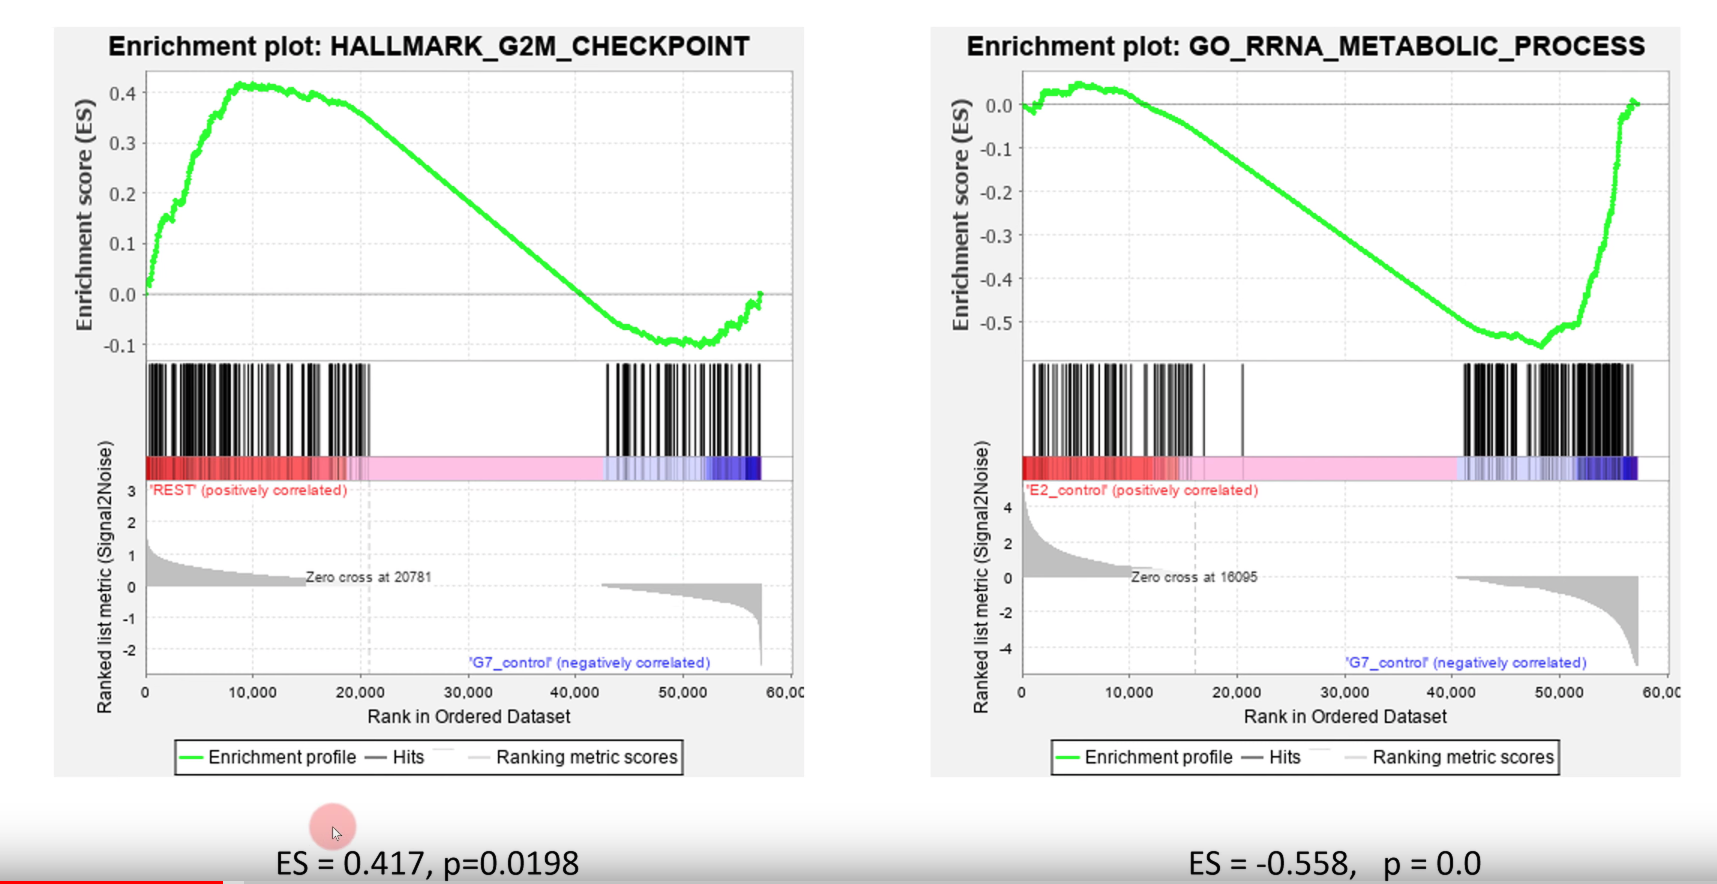 Enrichment plot: HALLMARK_G2M_CHECKPOINT
Enrichment score (ES)
0.4
0.3
0.2
0.1
0.0
-0.1
Ranked list metric (Signal2Noise)
'REST' (positively correlated)
3
2
1
0
-1
-2
Zero cross at 20781
'G7_control' (negatively correlated)
0 10,000 20,000 30,000 40,000 50,000 60,00
Rank in Ordered Dataset
Enrichment profile Hits Ranking metric scores
ES = 0.417, p=0.0198
Enrichment plot: GO_RRNA_METABOLIC_PROCESS
Enrichment score (ES)
0.0
-0.1
-0.2
-0.3
-0.4
-0.5
Ranked list metric (Signal2Noise)
'E2_control' (positively correlated)
4
2
0
-2
-4
Zero cross at 16095
'G7_control' (negatively correlated)
0 10,000 20,000 30,000 40,000 50,000 60,00
Rank in Ordered Dataset
Enrichment profile Hits Ranking metric scores
ES = -0.558, p = 0.0